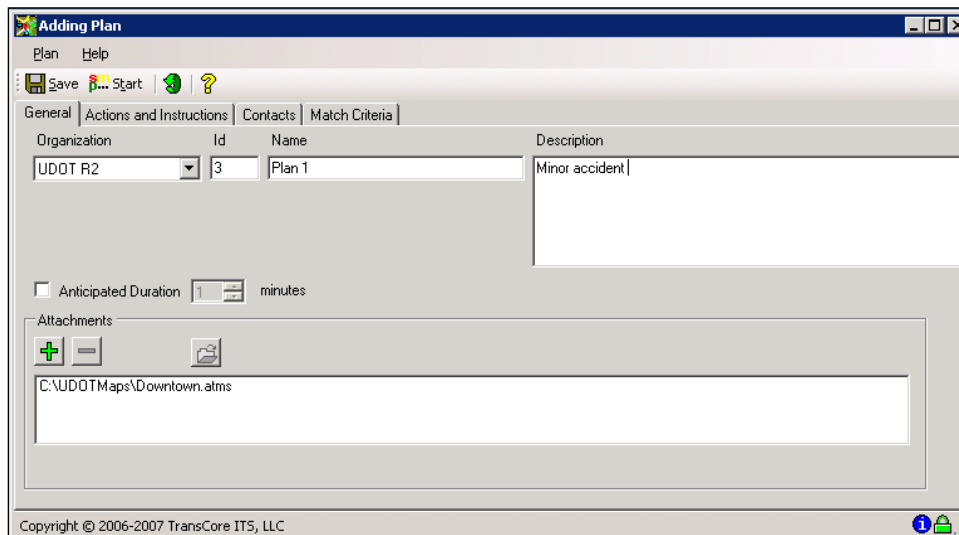 Adding Plan
Plan Help
Save Start
General Actions and Instructions Contacts Match Criteria
Organization Id Name Description
UDOT R2 3 Plan 1 Minor accident
Anticipated Duration 1 minutes
Attachments
C:\UDOTMaps\Downtown.atms
Copyright © 2006-2007 TransCore ITS, LLC